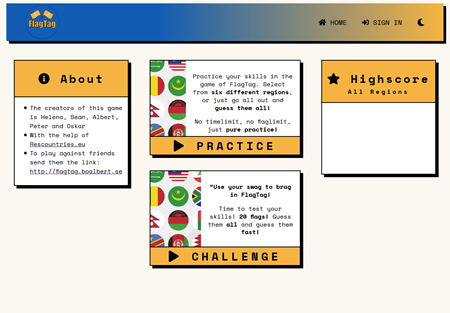 FlagTag
HOME
SIGN IN
About
The creators of this game
is Helena, Sean, Albert,
Peter and Oskar
With the help of
Rescountries.eu
To play against friends
send them the link:
http://flagtag.boalbert.se
Practice your skills in the
game of FlagTag. Select
from six different regions,
or just go all out and
guess them all!
No timelimit, no flaglimit,
just pure practice!
PRACTICE
"Use your swag to brag
in FlagTag!
Time to test your
skills! 20 flags! Guess
them all and guess them
fast!
CHALLENGE
Highscore
All Regions